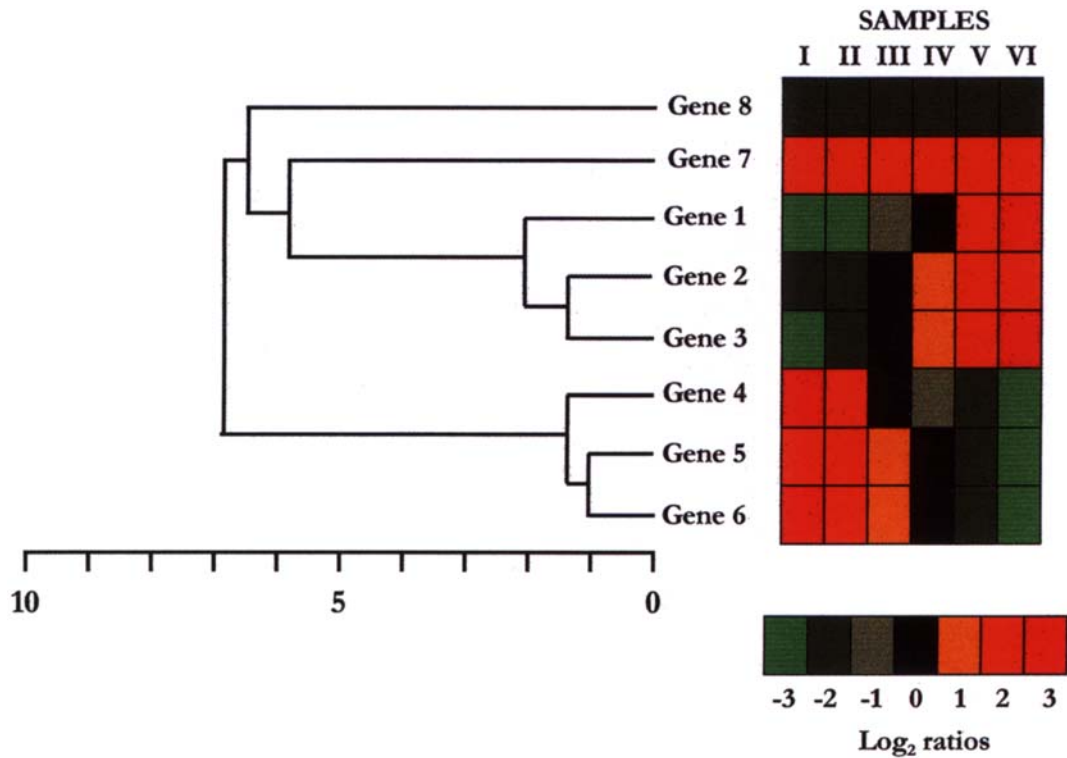 SAMPLES
I II III IV V VI
Gene 8
Gene 7
Gene 1
Gene 2
Gene 3
Gene 4
Gene 5
Gene 6
10 5 0
-3 -2 -1 0 1 2 3
Log₂ ratios